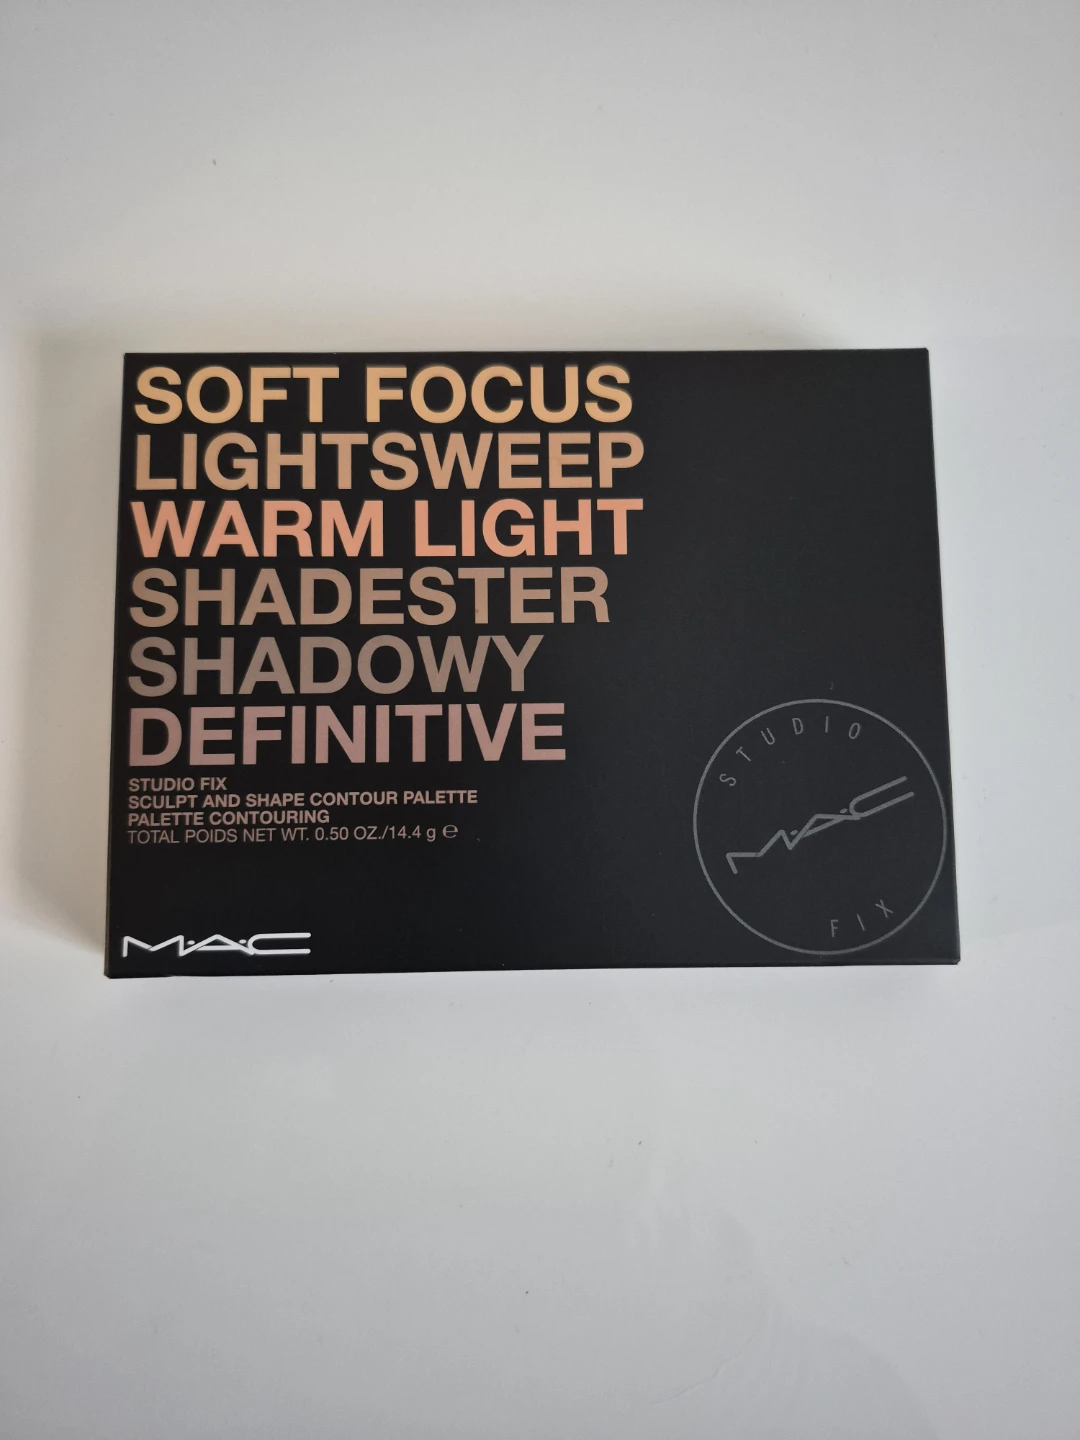 SOFT FOCUS
LIGHTSWEEP
WARM LIGHT
SHADESTER
SHADOWY
DEFINITIVE
STUDIO FIX
SCULPT AND SHAPE CONTOUR PALETTE
PALETTE CONTOURING
TOTAL POIDS NET WT. 0.50 OZ./14.4 g ℮
M·A·C
STUDIO
M·A·C
FIX